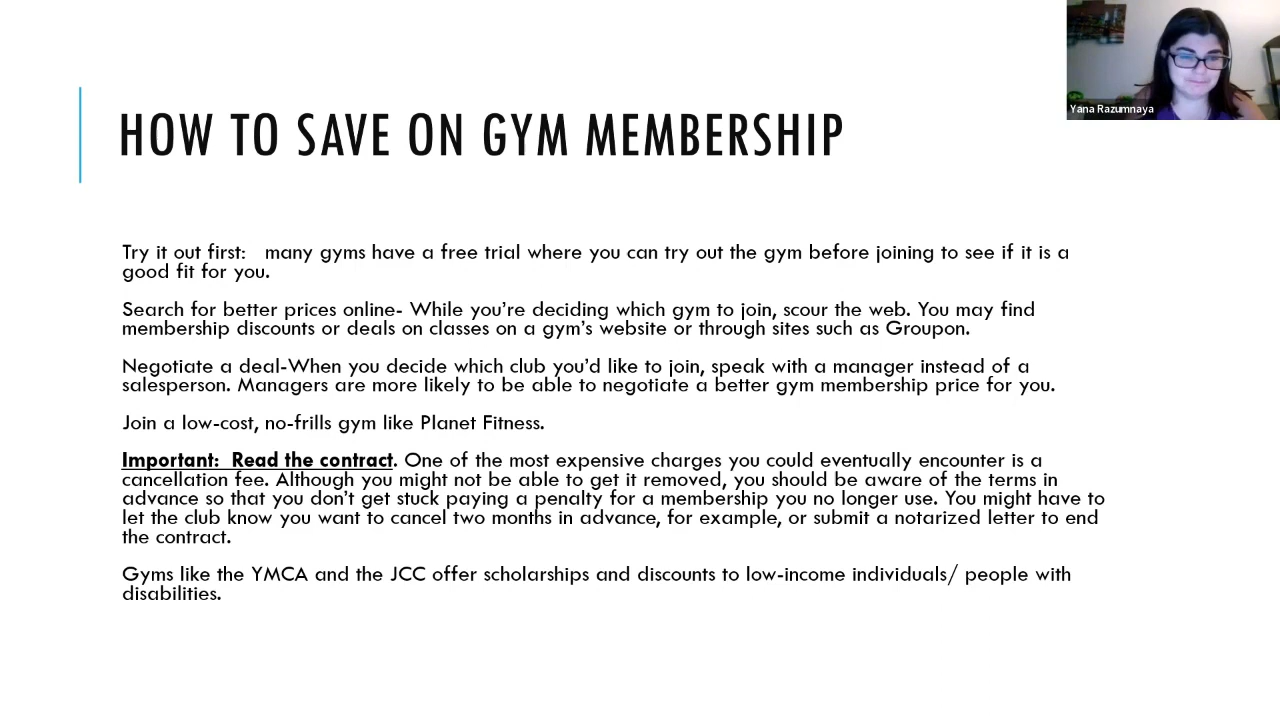 Yana Razumnaya
HOW TO SAVE ON GYM MEMBERSHIP
Try it out first:   many gyms have a free trial where you can try out the gym before joining to see if it is a
good fit for you.
Search for better prices online- While you're deciding which gym to join, scour the web. You may find
membership discounts or deals on classes on a gym's website or through sites such as Groupon.
Negotiate a deal-When you decide which club you'd like to join, speak with a manager instead of a
salesperson. Managers are more likely to be able to negotiate a better gym membership price for you.
Join a low-cost, no-frills gym like Planet Fitness.
Important:  Read the contract. One of the most expensive charges you could eventually encounter is a
cancellation fee. Although you might not be able to get it removed, you should be aware of the terms in
advance so that you don't get stuck paying a penalty for a membership you no longer use. You might have to
let the club know you want to cancel two months in advance, for example, or submit a notarized letter to end
the contract.
Gyms like the YMCA and the JCC offer scholarships and discounts to low-income individuals/ people with
disabilities.